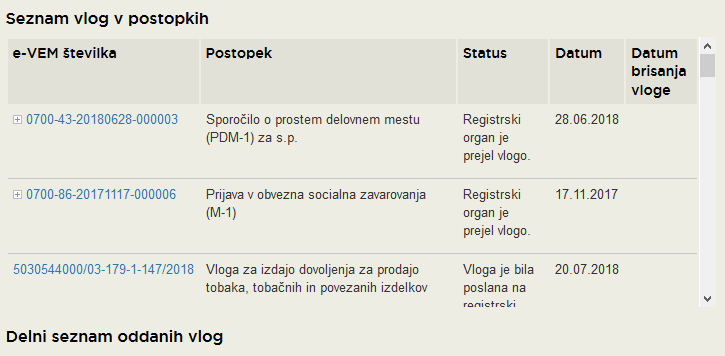 Seznam vlog v postopkih
e-VEM številka Postopek Status Datum Datum
brisanja
vloge
0700-43-20180628-000003 Sporočilo o prostem delovnem mestu Registrski 28.06.2018
(PDM-1) za s.p. organ je
prejel vlogo.
0700-86-20171117-000006 Prijava v obvezna socialna zavarovanja Registrski 17.11.2017
(M-1) organ je
prejel vlogo.
5030544000/03-179-1-147/2018 Vloga za izdajo dovoljenja za prodajo Vloga je bila 20.07.2018
tobaka, tobačnih in povezanih izdelkov poslana na
registrski
Delni seznam oddanih vlog